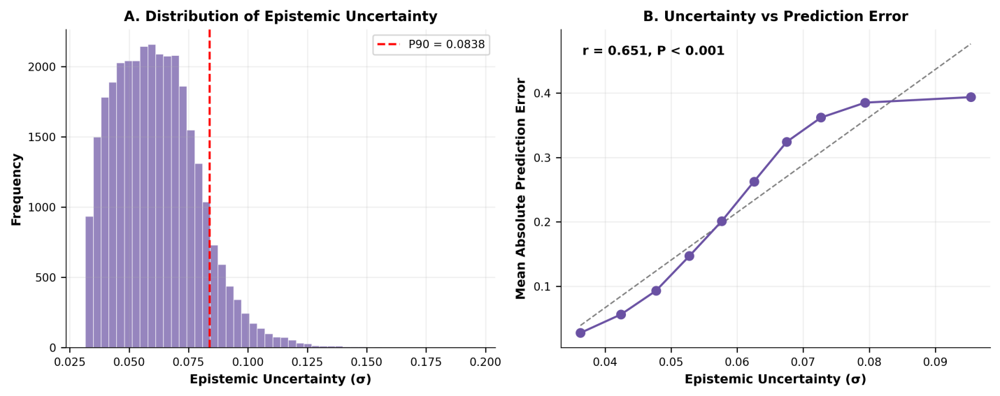 A. Distribution of Epistemic Uncertainty
P90 = 0.0838
Frequency
2000
1500
1000
500
0
0.025 0.050 0.075 0.100 0.125 0.150 0.175 0.200
Epistemic Uncertainty (σ)
B. Uncertainty vs Prediction Error
r = 0.651, P < 0.001
Mean Absolute Prediction Error
0.4
0.3
0.2
0.1
0.04 0.05 0.06 0.07 0.08 0.09
Epistemic Uncertainty (σ)